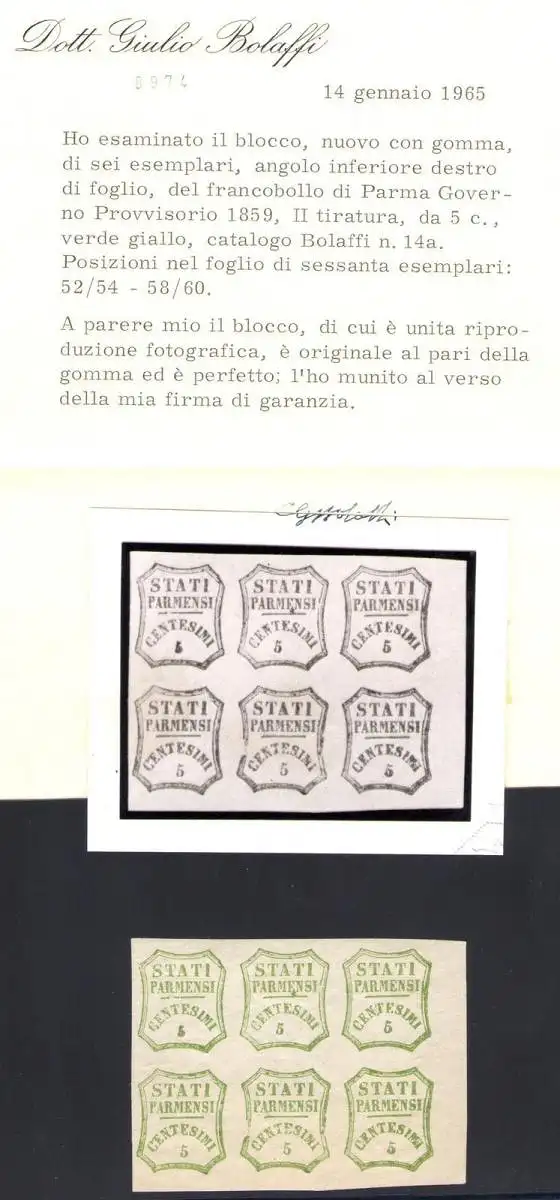 Dott. Giulio Bolaffi
8974
14 gennaio 1965
Ho esaminato il blocco, nuovo con gomma,
di sei esemplari, angolo inferiore destro
di foglio, del francobollo di Parma Gover-
no Provvisorio 1859, II tiratura, da 5 c.,
verde giallo, catalogo Bolaffi n. 14a.
Posizioni nel foglio di sessanta esemplari:
52/54 - 58/60.
A parere mio il blocco, di cui è unita ripro-
duzione fotografica, è originale al pari della
gomma ed è perfetto; l'ho munito al verso
della mia firma di garanzia.
STATI STATI STATI
PARMENSI PARMENSI PARMENSI
CENTESIMI CENTESIMI CENTESIMI
5 5 5
STATI STATI STATI
PARMENSI PARMENSI PARMENSI
CENTESIMI CENTESIMI CENTESIMI
5 5 5
STATI STATI STATI
PARMENSI PARMENSI PARMENSI
CENTESIMI CENTESIMI CENTESIMI
5 5 5
STATI STATI STATI
PARMENSI PARMENSI PARMENSI
CENTESIMI CENTESIMI CENTESIMI
5 5 5